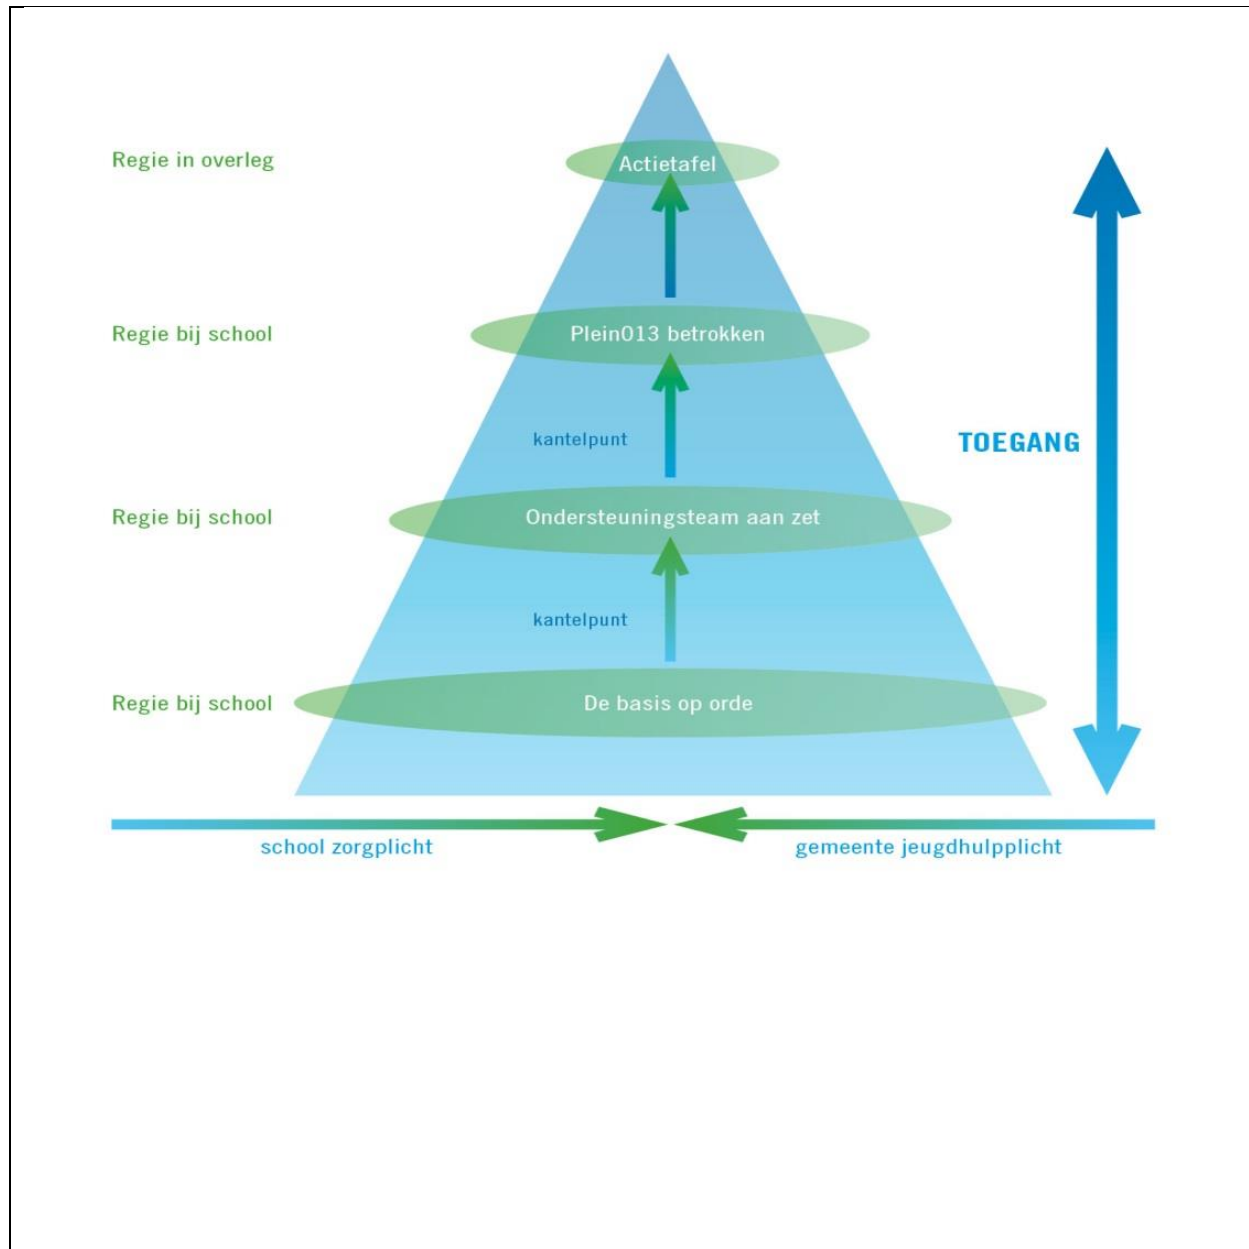 Regie in overleg
Actietafel
Regie bij school
Plein013 betrokken
kantelpunt
TOEGANG
Regie bij school
Ondersteuningsteam aan zet
kantelpunt
Regie bij school
De basis op orde
school zorgplicht
gemeente jeugdhulpplicht